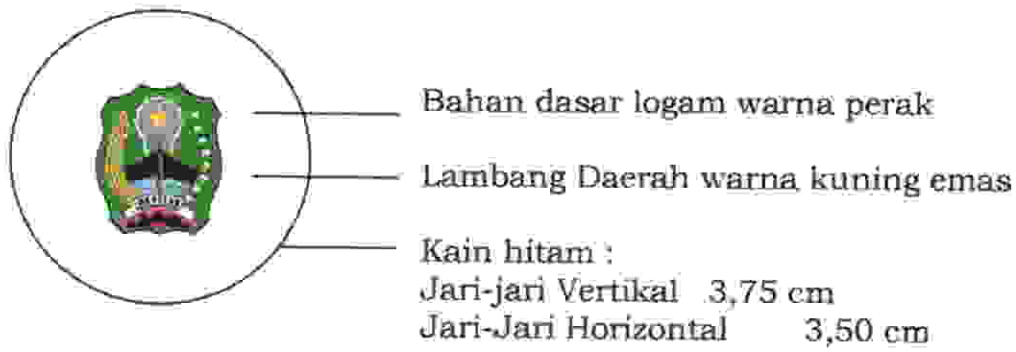 Bahan dasar logam warna perak
Lambang Daerah warna kuning emas
Kain hitam :
Jari-jari Vertikal 3,75 cm
Jari-Jari Horizontal 3,50 cm